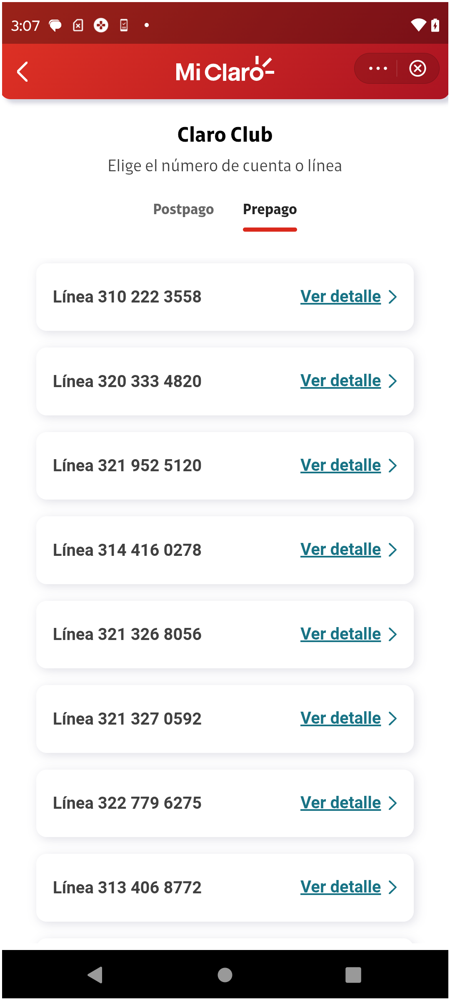 3:07
Mi Claro
Claro Club
Elige el número de cuenta o línea
Postpago Prepago
Línea 310 222 3558 Ver detalle
Línea 320 333 4820 Ver detalle
Línea 321 952 5120 Ver detalle
Línea 314 416 0278 Ver detalle
Línea 321 326 8056 Ver detalle
Línea 321 327 0592 Ver detalle
Línea 322 779 6275 Ver detalle
Línea 313 406 8772 Ver detalle